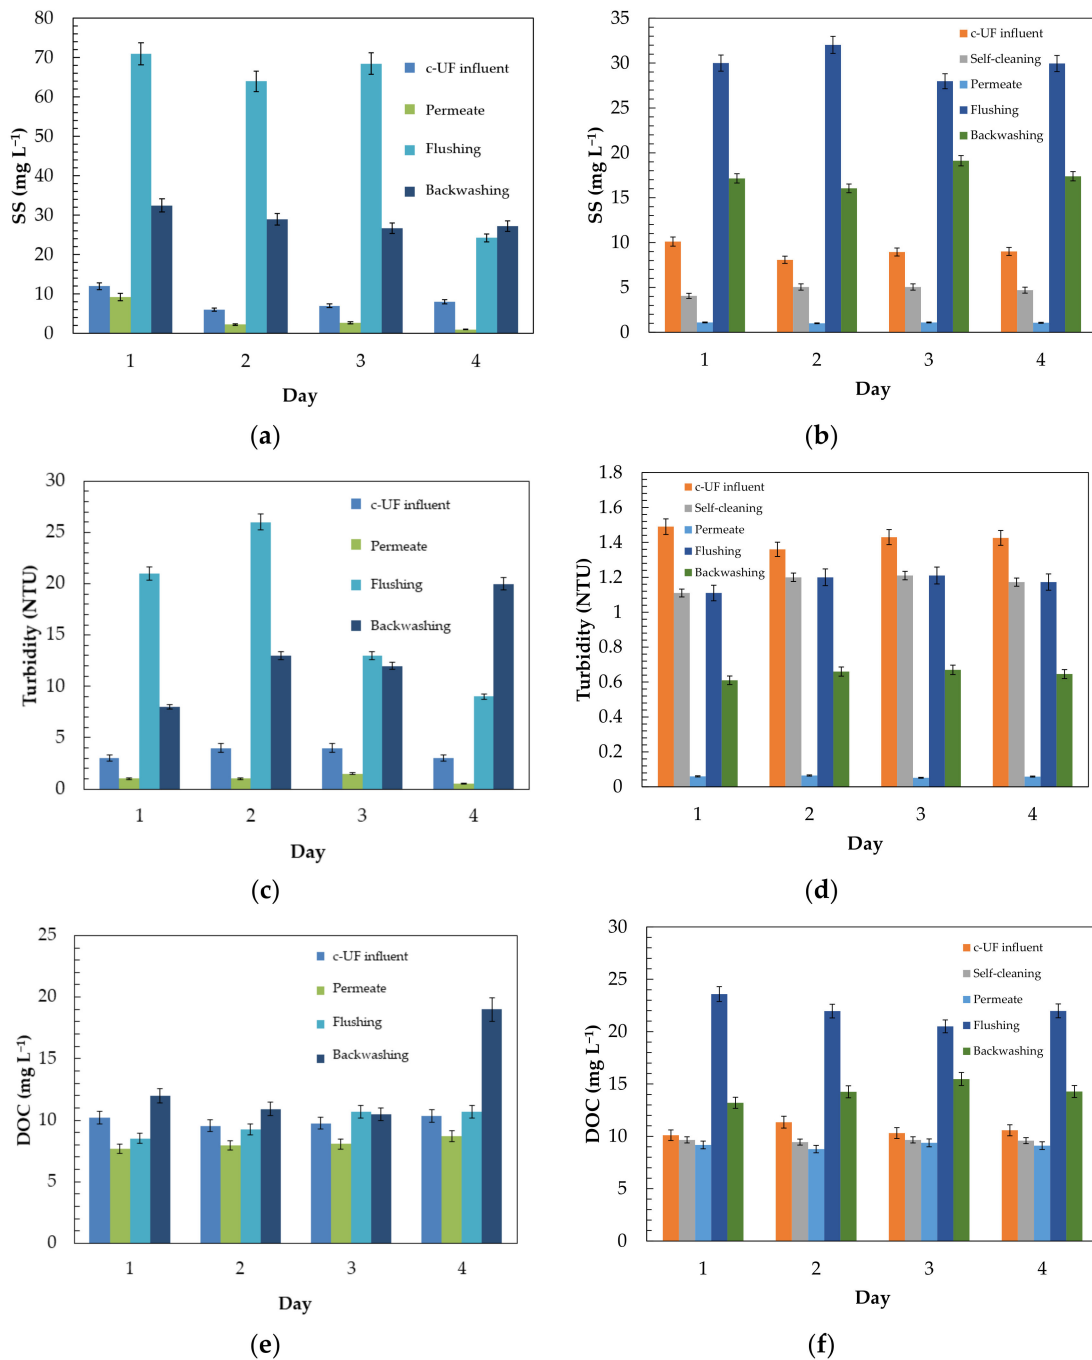 80
70
60
50
40
30
20
10
0
SS (mg L⁻¹)
c-UF influent
Permeate
Flushing
Backwashing
1 2 3 4
Day
(a)
35
30
25
20
15
10
5
0
SS (mg L⁻¹)
c-UF influent
Self-cleaning
Permeate
Flushing
Backwashing
1 2 3 4
Day
(b)
30
25
20
15
10
5
0
Turbidity (NTU)
c-UF influent
Permeate
Flushing
Backwashing
1 2 3 4
Day
(c)
1.8
1.6
1.4
1.2
1
0.8
0.6
0.4
0.2
0
Turbidity (NTU)
c-UF influent
Self-cleaning
Permeate
Flushing
Backwashing
1 2 3 4
Day
(d)
25
20
15
10
5
0
DOC (mg L⁻¹)
c-UF influent
Permeate
Flushing
Backwashing
1 2 3 4
Day
(e)
30
25
20
15
10
5
0
DOC (mg L⁻¹)
c-UF influent
Self-cleaning
Permeate
Flushing
Backwashing
1 2 3 4
Day
(f)